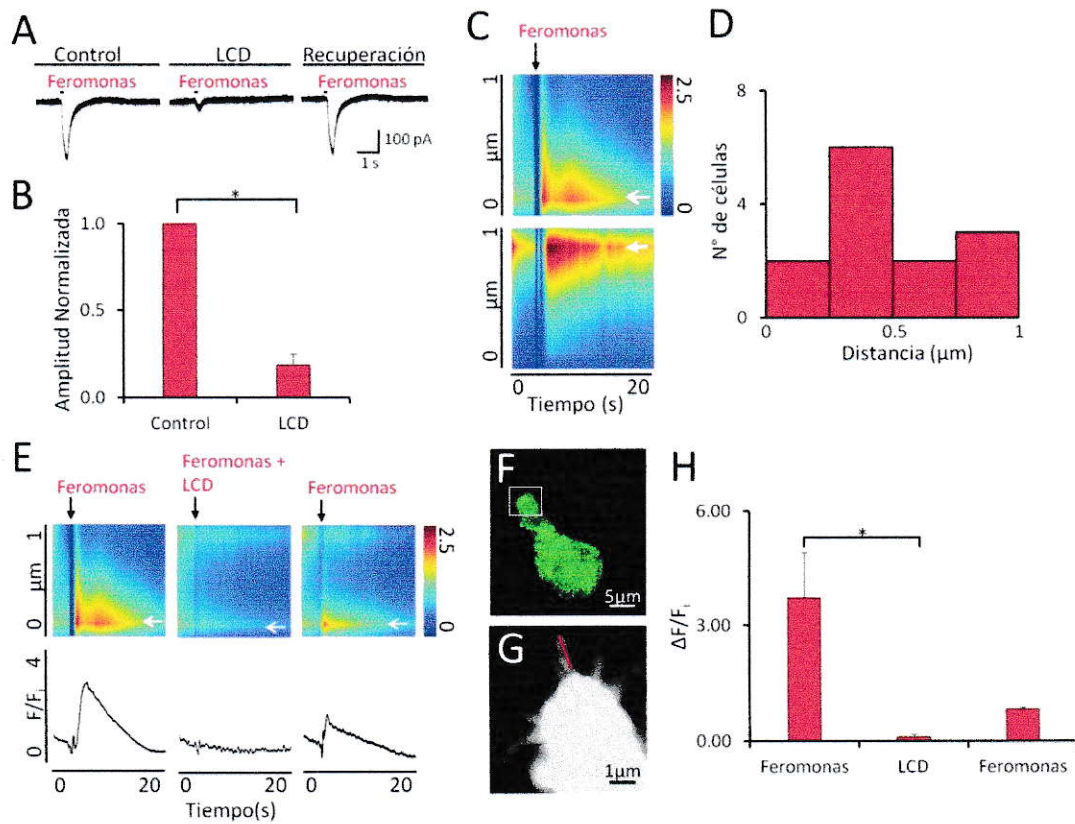 A
Control LCD Recuperación
Feromonas Feromonas Feromonas
100 pA
1 s
B
*
Amplitud Normalizada
1.0
0.5
0.0
Control LCD
C
Feromonas
1
µm
0
2.5
0
1
µm
0
0 20
Tiempo (s)
D
N° de células
8
4
0
0 0.5 1
Distancia (µm)
E
Feromonas
Feromonas +
LCD
Feromonas
1
µm
0
2.5
0
4
F/Fi
0
0 20 0 20 0 20
Tiempo(s)
F
5µm
G
1µm
H
*
ΔF/Fi
6.00
3.00
0.00
Feromonas LCD Feromonas